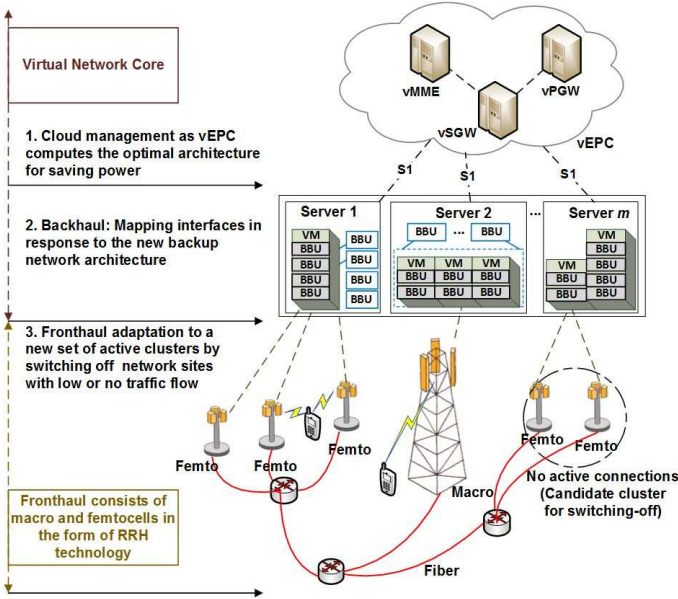 Virtual Network Core
vMME
vPGW
vSGW
vEPC
1. Cloud management as vEPC
computes the optimal architecture
for saving power
S1
S1
S1
2. Backhaul: Mapping interfaces in
response to the new backup
network architecture
Server 1
VM
BBU
BBU
BBU
BBU
BBU
BBU
BBU
BBU
Server 2
BBU
...
BBU
VM
VM
VM
BBU
BBU
BBU
BBU
BBU
BBU
BBU
BBU
BBU
...
Server m
VM
BBU
BBU
VM
BBU
BBU
BBU
BBU
3. Fronthaul adaptation to a
new set of active clusters by
switching off network sites
with low or no traffic flow
Femto
Femto
Femto
Macro
Femto
Femto
No active connections
(Candidate cluster
for switching-off)
Fronthaul consists of
macro and femtocells in
the form of RRH
technology
Fiber